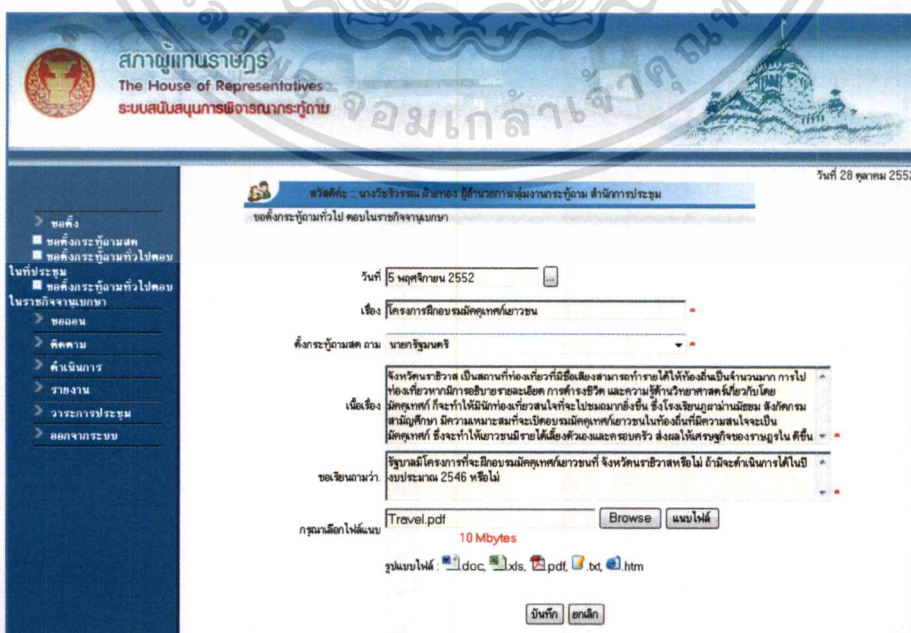 จอมเกล้าเจ้าคุณ
สภาผู้แทนราษฎร
The House of Representatives
ระบบสนับสนุนการพิจารณากระทู้ถาม
วันที่ 28 ตุลาคม 2552
สวัสดีค่ะ :: นางวัชริวรรณ ฝ้ายทอง ผู้อำนวยการกลุ่มงานกระทู้ถาม สำนักการประชุม
ขอตั้งกระทู้ถามทั่วไป ตอบในราชกิจจานุเบกษา
ขอตั้ง
ขอตั้งกระทู้ถามสด
ขอตั้งกระทู้ถามทั่วไปตอบ
ในที่ประชุม
ขอตั้งกระทู้ถามทั่วไปตอบ
ในราชกิจจานุเบกษา
ขอถอน
ติดตาม
ดำเนินการ
รายงาน
วาระการประชุม
ออกจากระบบ
วันที่ 5 พฤศจิกายน 2552 ...
เรื่อง โครงการฝึกอบรมมัคคุเทศก์เยาวชน *
ตั้งกระทู้ถามสด ถาม นายกรัฐมนตรี *
เนื้อเรื่อง
จังหวัดนราธิวาส เป็นสถานที่ท่องเที่ยวที่มีชื่อเสียงสามารถทำรายได้ให้ท้องถิ่นเป็นจำนวนมาก การไป
ท่องเที่ยวหากมีการอธิบายรายละเอียด การดำรงชีวิต และความรู้ด้านวิทยาศาสตร์เกี่ยวกับโดย
มัคคุเทศก์ ก็จะทำให้มีนักท่องเที่ยวสนใจที่จะไปชมถมากยิ่งขึ้น ซึ่งโรงเรียนภูผาม่านมัธยม สังกัดกรม
สามัญศึกษา มีความเหมาะสมที่จะเปิดอบรมมัคคุเทศก์เยาวชนในท้องถิ่นที่มีความสนใจจะเป็น
มัคคุเทศก์ ซึ่งจะทำให้เยาวชนมีรายได้เลี้ยงตัวเองและครอบครัว ส่งผลให้เศรษฐกิจของราษฎรใน ดีขึ้น *
ขอเรียนถามว่า.
รัฐบาลมีโครงการที่จะฝึกอบรมมัคคุเทศก์เยาวชนที่ จังหวัดนราธิวาสหรือไม่ ถ้ามีจะดำเนินการได้ในปี
งบประมาณ 2546 หรือไม่ *
กรุณาเลือกไฟล์แนบ Travel.pdf Browse แนบไฟล์
10 Mbytes
รูปแบบไฟล์ : .doc, .xls, .pdf, .txt, .htm
บันทึก ยกเลิก